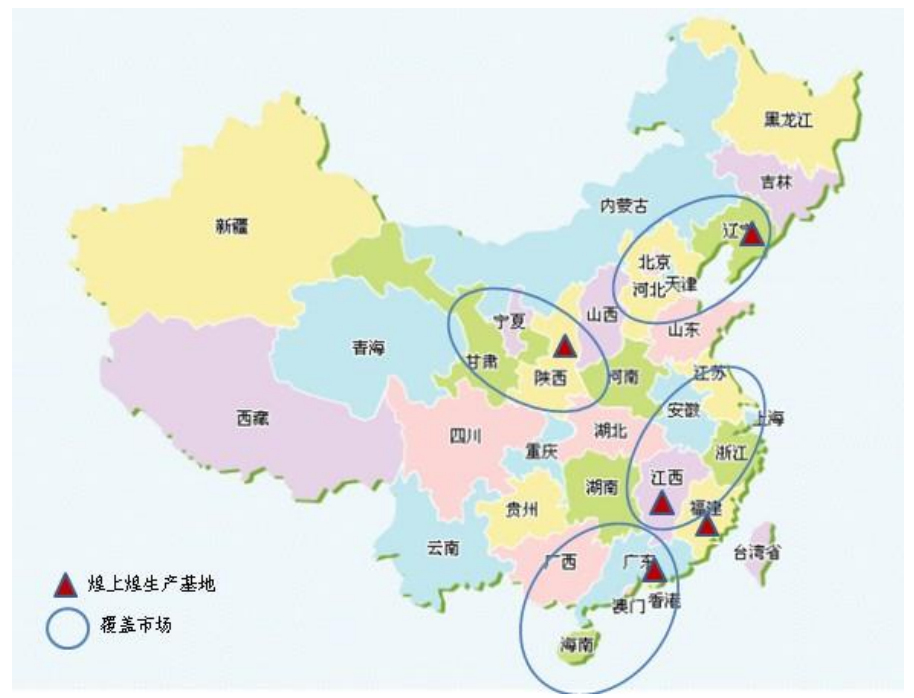 黑龙江
吉林
内蒙古
新疆
辽宁
北京
天津
河北
宁夏
山西
山东
青海
甘肃
陕西
河南
江苏
安徽
上海
西藏
四川
湖北
重庆
浙江
江西
湖南
贵州
福建
云南
广西
广东
台湾省
香港
澳门
海南
煌上煌生产基地
覆盖市场